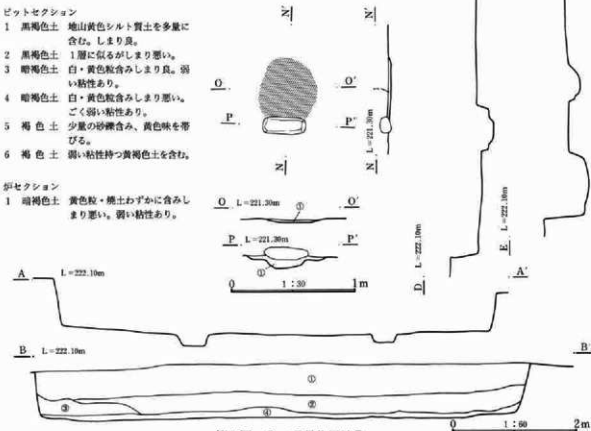 ピットセクション
1 黒褐色土 地山黄色シルト質土を多量に
含む。しまり良。
2 黒褐色土 1層に似るがしまり悪い。
3 暗褐色土 白・黄色粒含みしまり良。弱
い粘性あり。
4 暗褐色土 白・黄色粒含みしまり悪い。
ごく弱い粘性あり。
5 褐色土 少量の砂礫含み、黄色味を帯
びる。
6 褐色土 弱い粘性持つ黄褐色土を含む。
炉セクション
1 暗褐色土 黄色粒・焼土わずかに含みし
まり悪い。弱い粘性あり。
N'
N'
O
O'
P
P'
N
N
L=221.30m
O L=221.30m O'
①
P L=221.30m P'
①
0 1:30 1m
D L=222.10m
E L=222.10m
A L=222.10m A'
B L=222.10m B'
①
②
③
④
0 1:60 2m